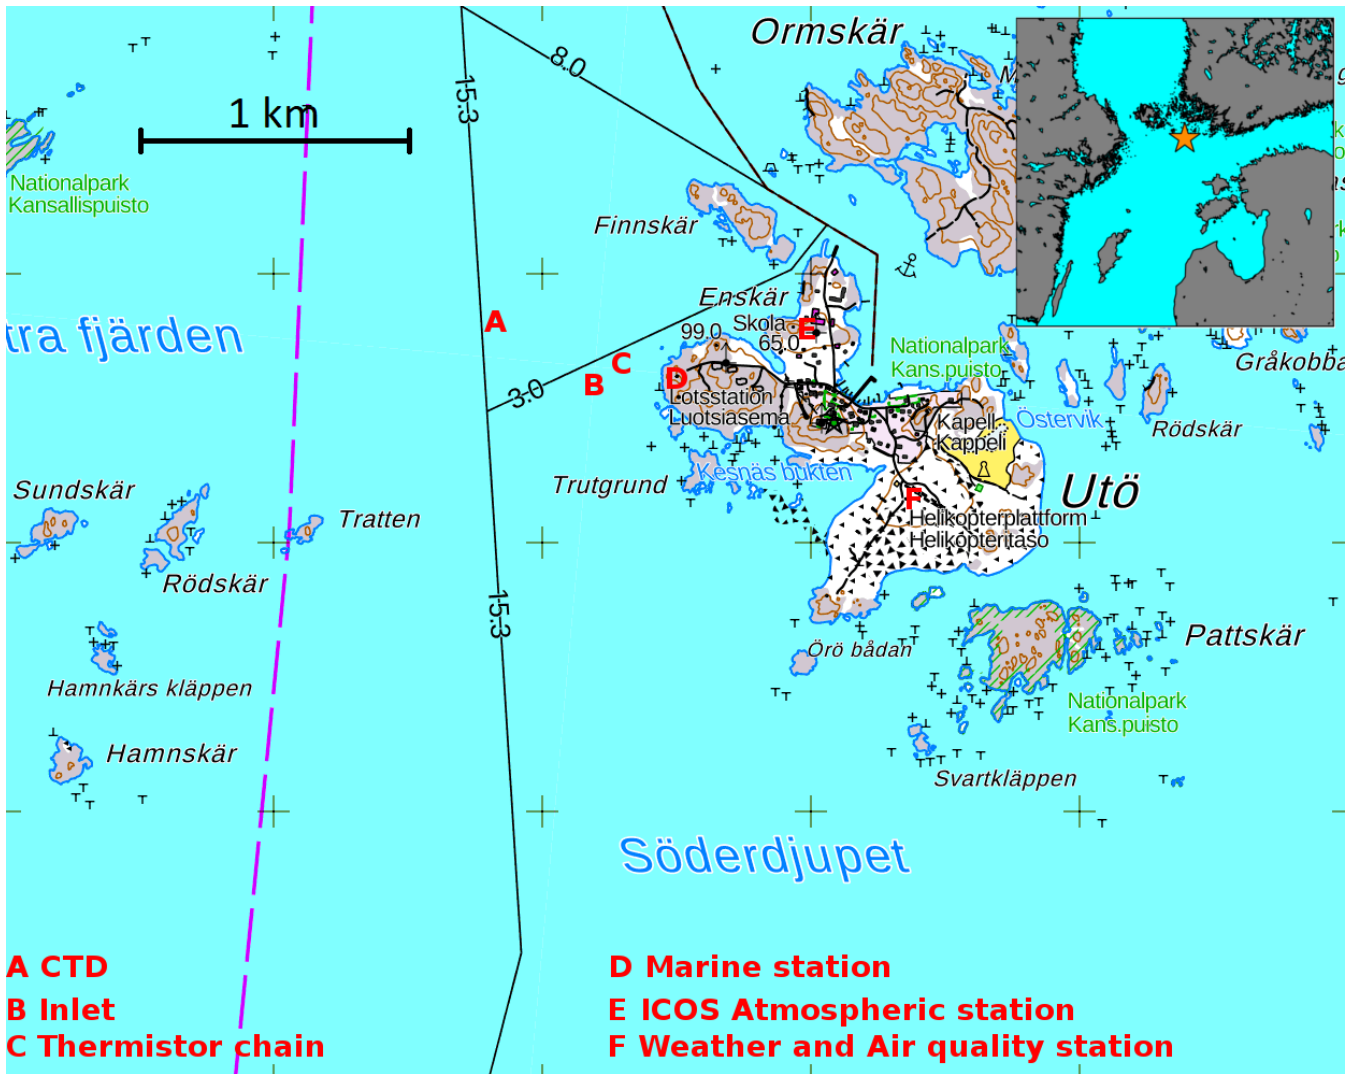 Ormskär
8.0
15.3
1 km
Nationalpark
Kansallispuisto
Finnskär
Enskär
tra fjärden
A
E
Skola
99.0
65.0
Nationalpark
Kans.puisto
Gråkobba
C
B
D
3.0
Lotsstation
Luotsiasema
Kapell
Kappeli
Östervik
Rödskär
Kesnäs bukten
Trutgrund
Utö
Sundskär
Tratten
F
Helikopterplattform
Helikopteritaso
Rödskär
15.3
Örö bådan
Pattskär
Hamnkärs kläppen
Nationalpark
Kans.puisto
Hamnskär
Svartkläppen
Söderdjupet
A CTD
B Inlet
C Thermistor chain
D Marine station
E ICOS Atmospheric station
F Weather and Air quality station